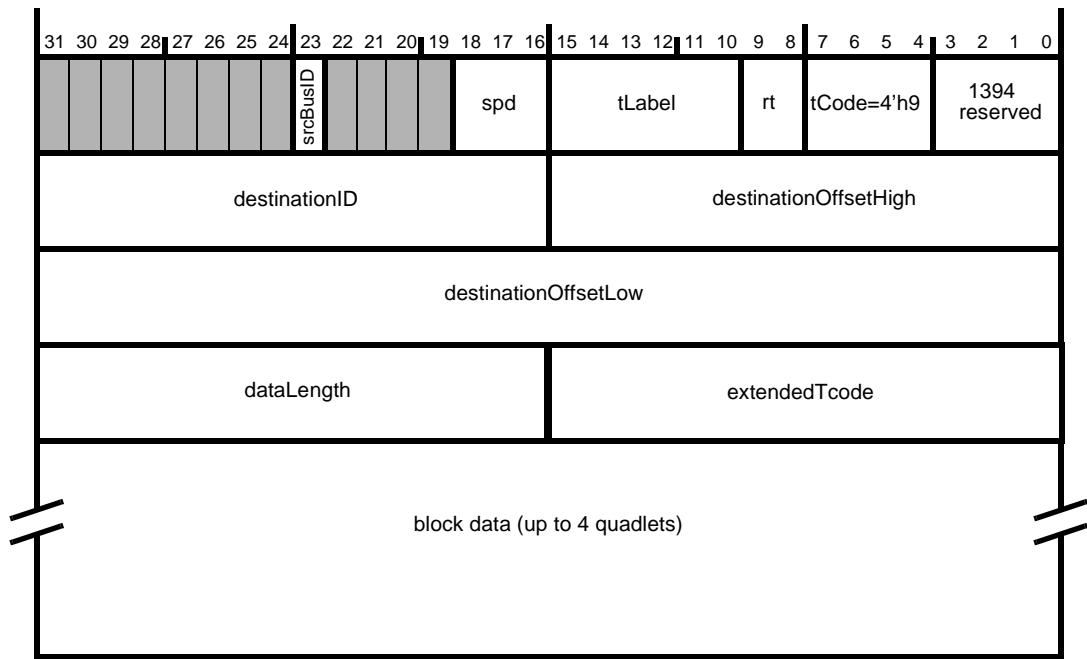 31 30 29 28 27 26 25 24 23 22 21 20 19 18 17 16 15 14 13 12 11 10 9 8 7 6 5 4 3 2 1 0
srcBusID spd tLabel rt tCode=4'h9 1394
reserved
destinationID destinationOffsetHigh
destinationOffsetLow
dataLength extendedTcode
block data (up to 4 quadlets)